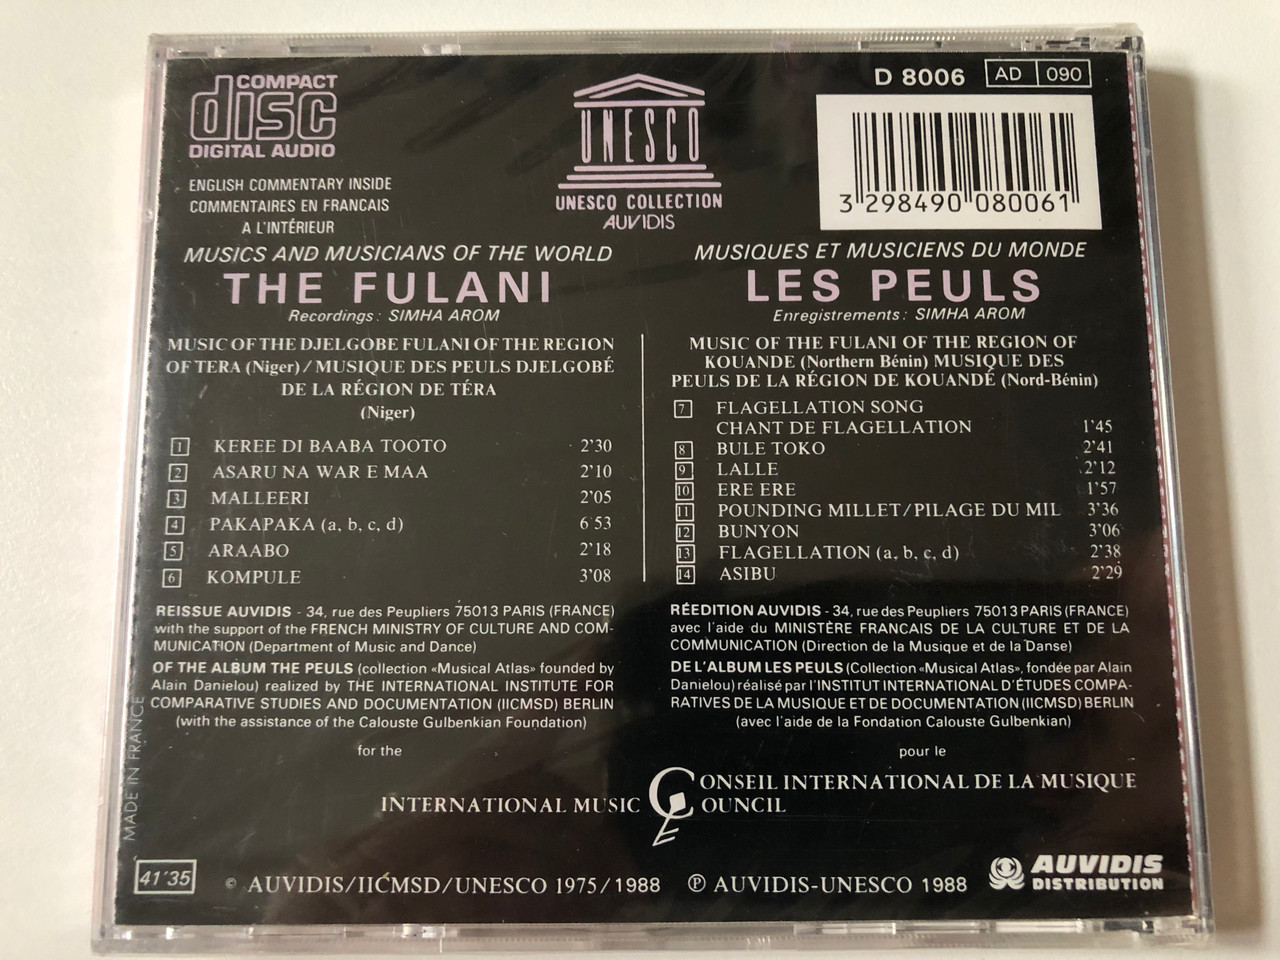 COMPACT
disc
DIGITAL AUDIO
ENGLISH COMMENTARY INSIDE
COMMENTAIRES EN FRANCAIS
A L'INTÉRIEUR
UNESCO
UNESCO COLLECTION
AUVIDIS
D 8006
AD 090
3 298490 080061
MUSICS AND MUSICIANS OF THE WORLD
THE FULANI
Recordings: SIMHA AROM
MUSIC OF THE DJELGOBE FULANI OF THE REGION
OF TERA (Niger) / MUSIQUE DES PEULS DJELGOBÉ
DE LA RÉGION DE TÉRA
(Niger)
1 KEREE DI BAABA TOOTO 2'30
2 ASARU NA WAR E MAA 2'10
3 MALLEERI 2'05
4 PAKAPAKA (a, b, c, d) 6'53
5 ARAABO 2'18
6 KOMPULE 3'08
REISSUE AUVIDIS - 34, rue des Peupliers 75013 PARIS (FRANCE)
with the support of the FRENCH MINISTRY OF CULTURE AND COM-
MUNICATION (Department of Music and Dance)
OF THE ALBUM THE PEULS (collection «Musical Atlas» founded by
Alain Danielou) realized by THE INTERNATIONAL INSTITUTE FOR
COMPARATIVE STUDIES AND DOCUMENTATION (IICMSD) BERLIN
(with the assistance of the Calouste Gulbenkian Foundation)
for the
MUSIQUES ET MUSICIENS DU MONDE
LES PEULS
Enregistrements: SIMHA AROM
MUSIC OF THE FULANI OF THE REGION OF
KOUANDE (Northern Bénin) MUSIQUE DES
PEULS DE LA RÉGION DE KOUANDÉ (Nord-Bénin)
7 FLAGELLATION SONG
CHANT DE FLAGELLATION 1'45
8 BULE TOKO 2'41
9 LALLE 2'12
10 ERE ERE 1'57
11 POUNDING MILLET/PILAGE DU MIL 3'36
12 BUNYON 3'06
13 FLAGELLATION (a, b, c, d) 2'38
14 ASIBU 2'29
RÉEDITION AUVIDIS - 34, rue des Peupliers 75013 PARIS (FRANCE)
avec l'aide du MINISTÈRE FRANCAIS DE LA CULTURE ET DE LA
COMMUNICATION (Direction de la Musique et de la Danse)
DE L'ALBUM LES PEULS (Collection «Musical Atlas», fondée par Alain
Danielou) réalisé par l'INSTITUT INTERNATIONAL D'ÉTUDES COMPA-
RATIVES DE LA MUSIQUE ET DE DOCUMENTATION (IICMSD) BERLIN
(avec l'aide de la Fondation Calouste Gulbenkian)
pour le
CONSEIL INTERNATIONAL DE LA MUSIQUE
INTERNATIONAL MUSIC COUNCIL
MADE IN FRANCE
41'35
© AUVIDIS/IICMSD/UNESCO 1975/1988
℗ AUVIDIS-UNESCO 1988
AUVIDIS
DISTRIBUTION